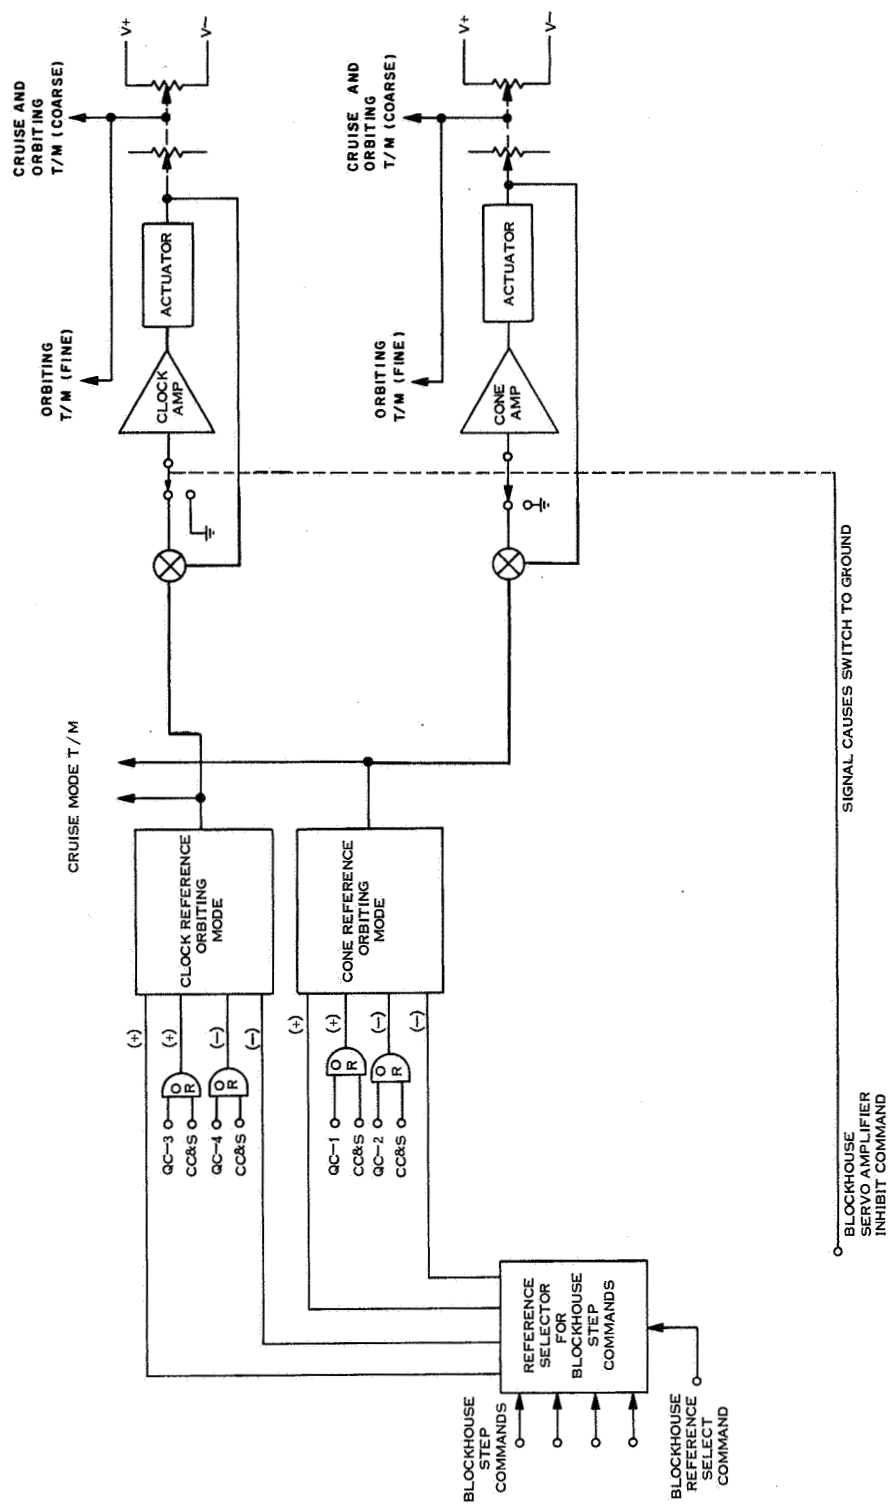 BLOCKHOUSE
STEP
COMMANDS
BLOCKHOUSE
REFERENCE
SELECT
COMMAND
REFERENCE
SELECTOR
FOR
BLOCKHOUSE
STEP
COMMANDS
QC-3
CC&S
QC-4
CC&S
OR
OR
(+)
(+)
(-)
(-)
QC-1
CC&S
QC-2
CC&S
OR
OR
(+)
(+)
(-)
(-)
CLOCK REFERENCE
ORBITING
MODE
CONE REFERENCE
ORBITING
MODE
CRUISE MODE T/M
CLOCK
AMP
ACTUATOR
ORBITING
T/M (FINE)
CRUISE AND
ORBITING
T/M (COARSE)
V+
V-
CONE
AMP
ACTUATOR
ORBITING
T/M (FINE)
CRUISE AND
ORBITING
T/M (COARSE)
V+
V-
BLOCKHOUSE
SERVO AMPLIFIER
INHIBIT COMMAND
SIGNAL CAUSES SWITCH TO GROUND